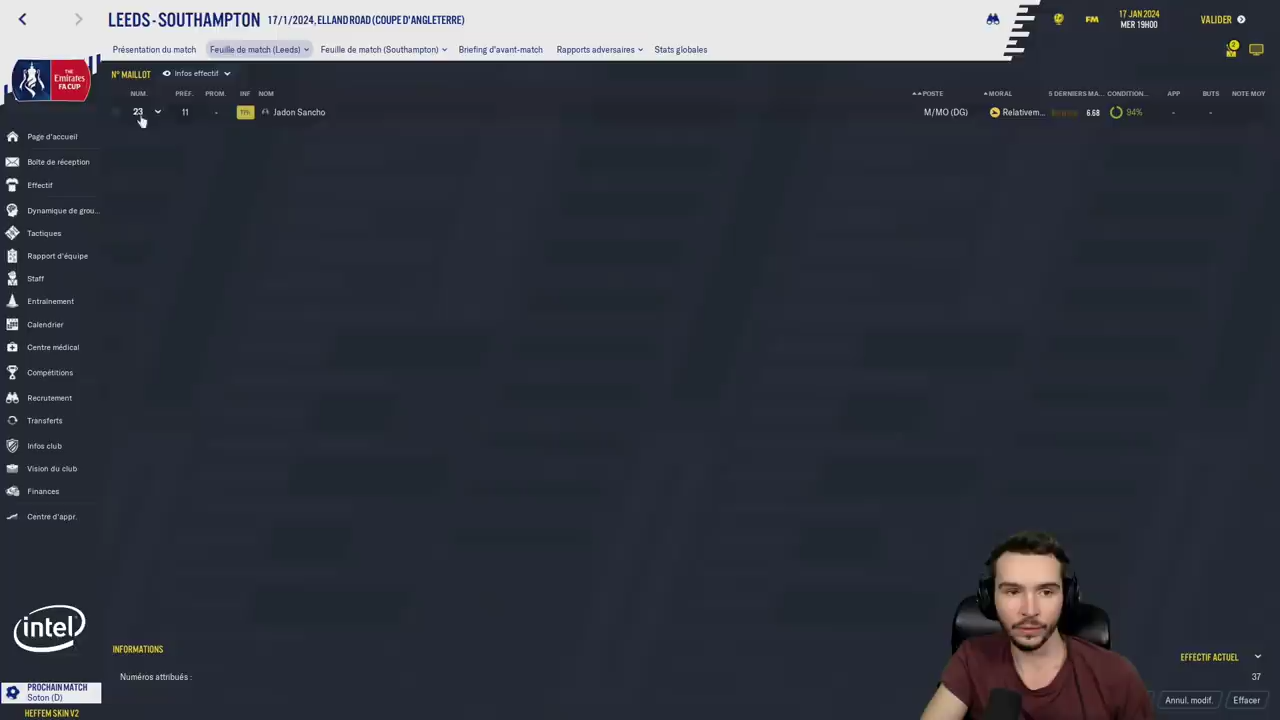 LEEDS - SOUTHAMPTON 17/1/2024, ELLAND ROAD (COUPE D'ANGLETERRE)
FM
17 JAN 2024
MER 19H00
VALIDER
Présentation du match Feuille de match (Leeds) Feuille de match (Southampton) Briefing d'avant-match Rapports adversaires Stats globales
2
THE Emirates FA CUP
N° MAILLOT Infos effectif
NUM. PRÉF. PROM. INF NOM POSTE MORAL 5 DERNIERS MA... CONDITION... APP BUTS NOTE MOY
23 11 - Jadon Sancho M/MO (DG) Relativem... 6.68 94% - -
Page d'accueil
Boîte de réception
Effectif
Dynamique de grou...
Tactiques
Rapport d'équipe
Staff
Entraînement
Calendrier
Centre médical
Compétitions
Recrutement
Transferts
Infos club
Vision du club
Finances
Centre d'appr.
intel
PROCHAIN MATCH
Soton (D)
HEFFEM SKIN V2
INFORMATIONS
Numéros attribués :
EFFECTIF ACTUEL
37
Annul. modif. Effacer